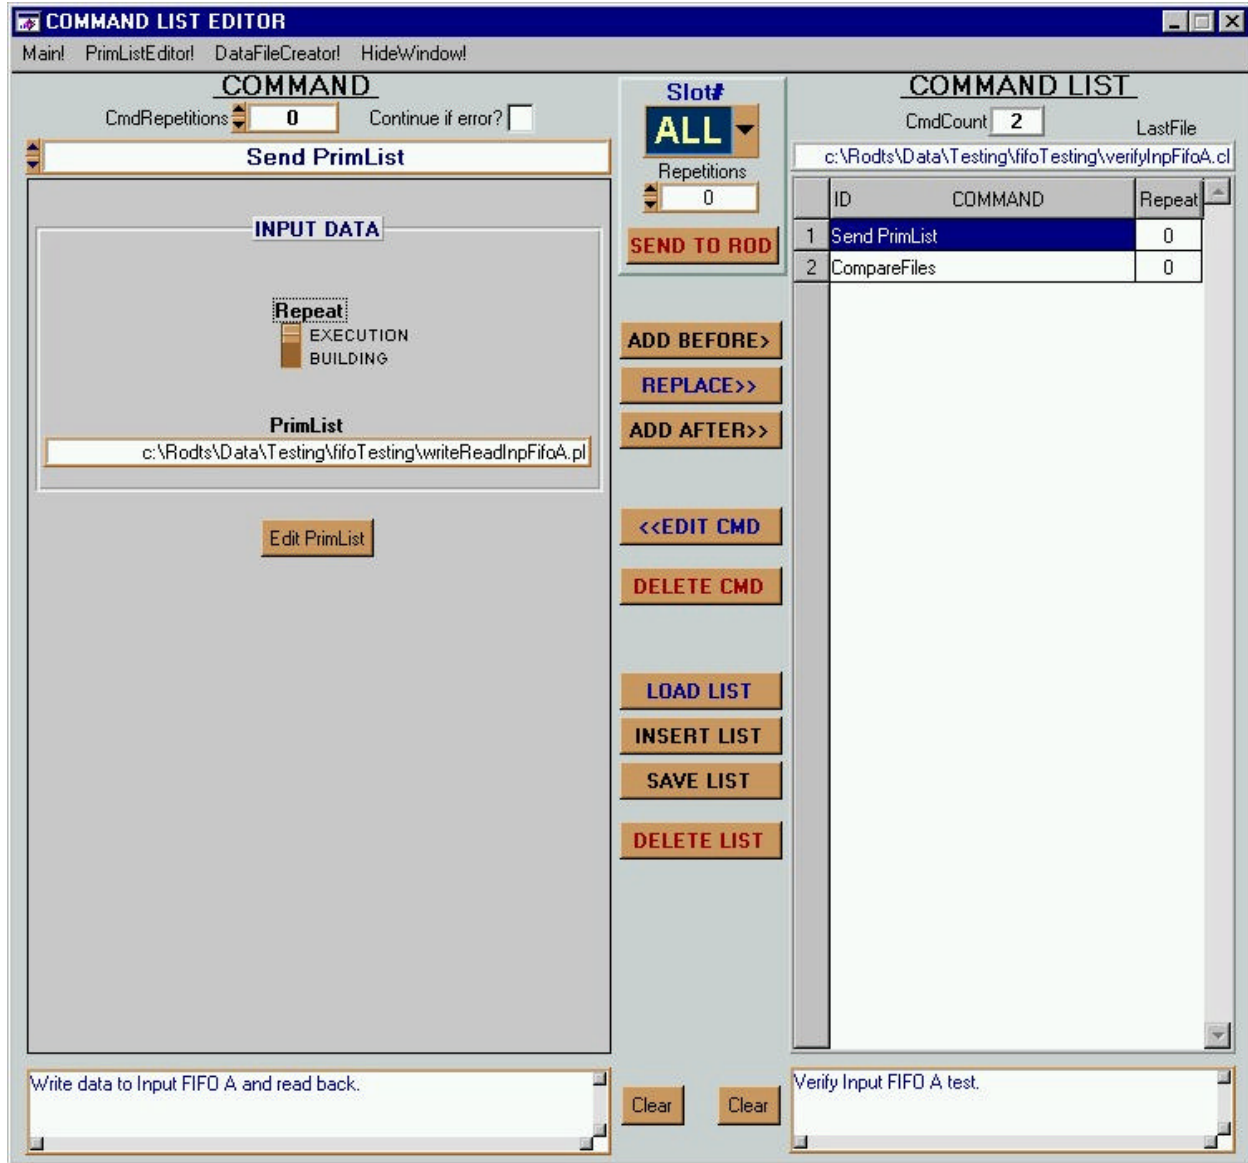 COMMAND LIST EDITOR
Main! PrimListEditor! DataFileCreator! HideWindow!
COMMAND
CmdRepetitions 0 Continue if error?
Send PrimList
INPUT DATA
Repeat
EXECUTION
BUILDING
PrimList
c:\Rodts\Data\Testing\fifoTesting\writeReadInpFifoA.pl
Edit PrimList
Write data to Input FIFO A and read back.
Slot#
ALL
Repetitions
0
SEND TO ROD
ADD BEFORE>
REPLACE>>
ADD AFTER>>
<<EDIT CMD
DELETE CMD
LOAD LIST
INSERT LIST
SAVE LIST
DELETE LIST
Clear Clear
COMMAND LIST
CmdCount 2 LastFile
c:\Rodts\Data\Testing\fifoTesting\verifyInpFifoA.cl
ID COMMAND Repeat
1 Send PrimList 0
2 CompareFiles 0
Verify Input FIFO A test.